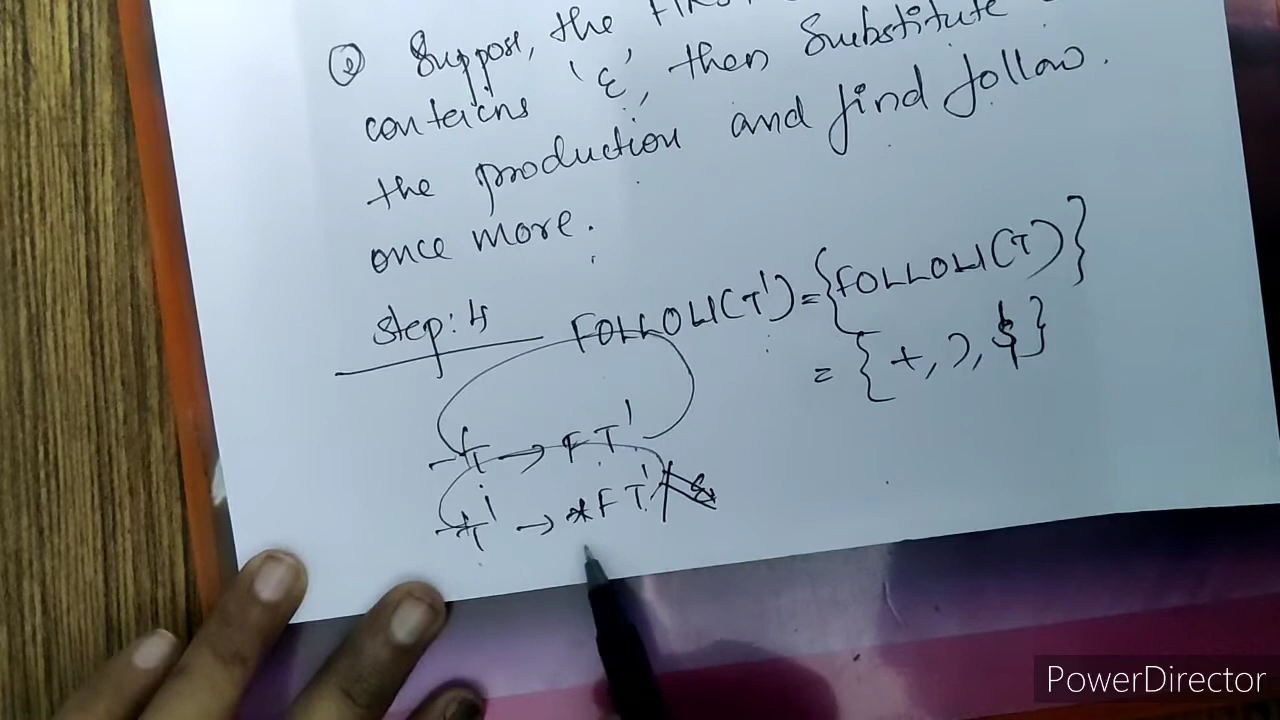 ② Suppose, the FIRST
contains 'ε', then Substitute
the production and find follow.
once more.
Step: 4 FOLLOW(T') = {FOLLOW(T)}
= {+, ), $}
T → FT'
T' → *FT'
PowerDirector